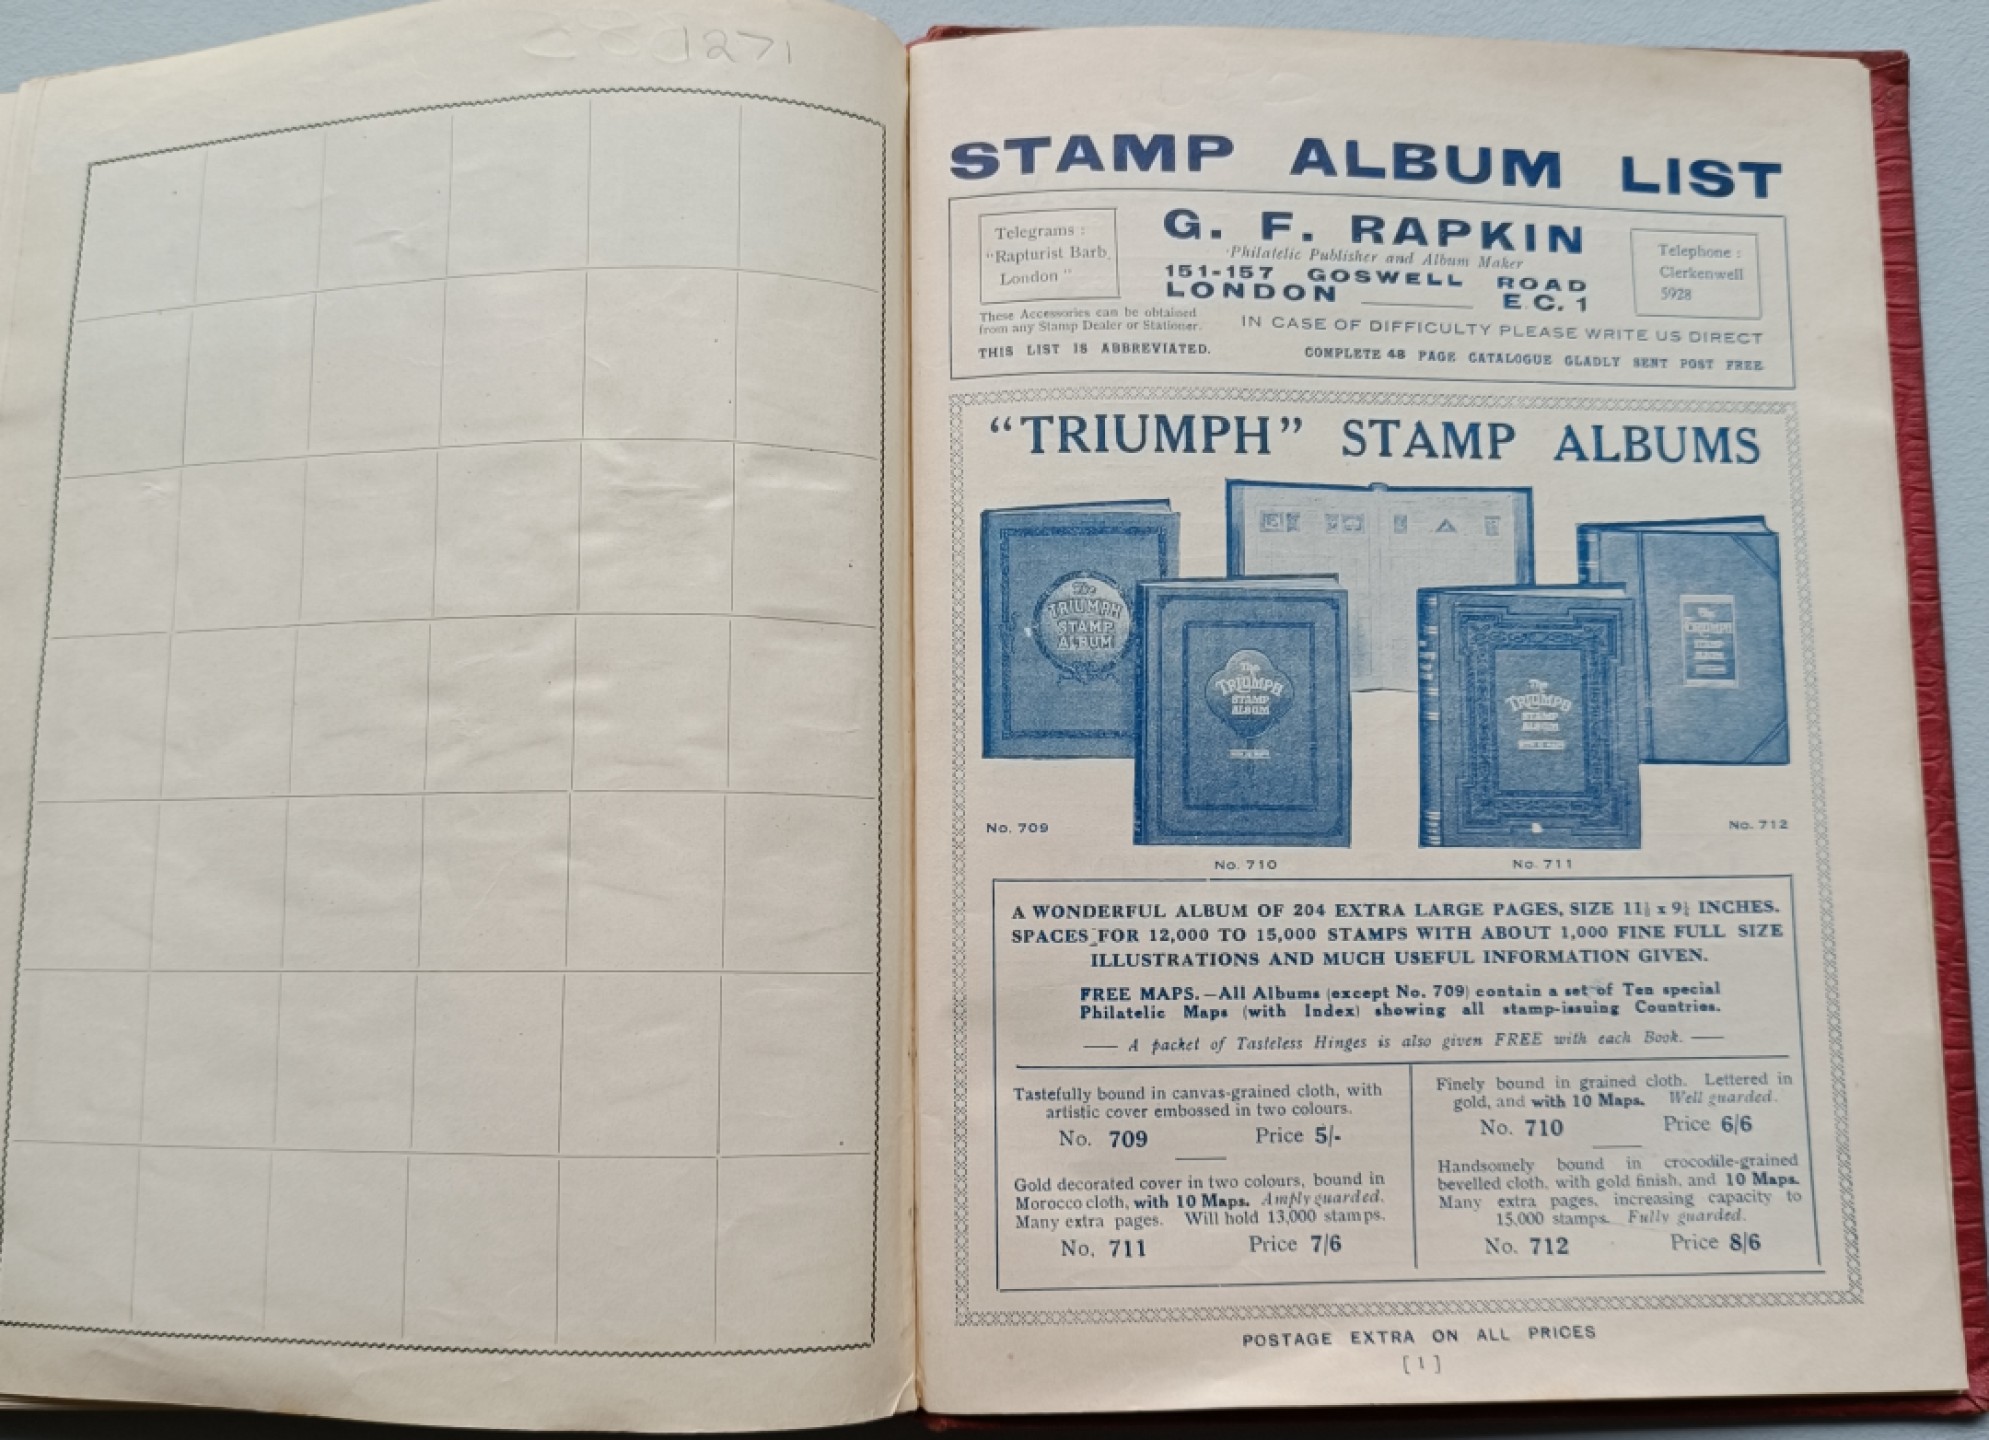 1271
STAMP ALBUM LIST
Telegrams :
"Rapturist Barb,
London"
G. F. RAPKIN
Philatelic Publisher and Album Maker
151-157 GOSWELL ROAD
LONDON E.C. 1
Telephone :
Clerkenwell
5928
These Accessories can be obtained
from any Stamp Dealer or Stationer.
IN CASE OF DIFFICULTY PLEASE WRITE US DIRECT
THIS LIST IS ABBREVIATED.
COMPLETE 48 PAGE CATALOGUE GLADLY SENT POST FREE
"TRIUMPH" STAMP ALBUMS
The
TRIUMPH
STAMP
ALBUM
The
TRIUMPH
STAMP
ALBUM
The
TRIUMPH
STAMP
ALBUM
The
TRIUMPH
STAMP
ALBUM
No. 709
No. 712
No. 710
No. 711
A WONDERFUL ALBUM OF 204 EXTRA LARGE PAGES, SIZE 11 x 9 INCHES.
SPACES FOR 12,000 TO 15,000 STAMPS WITH ABOUT 1,000 FINE FULL SIZE
ILLUSTRATIONS AND MUCH USEFUL INFORMATION GIVEN.
FREE MAPS.—All Albums (except No. 709) contain a set of Ten special
Philatelic Maps (with Index) showing all stamp-issuing Countries.
— A packet of Tasteless Hinges is also given FREE with each Book. —
Tastefully bound in canvas-grained cloth, with
artistic cover embossed in two colours.
No. 709 Price 5/-
Gold decorated cover in two colours, bound in
Morocco cloth, with 10 Maps. Amply guarded.
Many extra pages. Will hold 13,000 stamps.
No. 711 Price 7/6
Finely bound in grained cloth. Lettered in
gold, and with 10 Maps. Well guarded.
No. 710 Price 6/6
Handsomely bound in crocodile-grained
bevelled cloth, with gold finish, and 10 Maps.
Many extra pages, increasing capacity to
15,000 stamps. Fully guarded.
No. 712 Price 8/6
POSTAGE EXTRA ON ALL PRICES
[ 1 ]